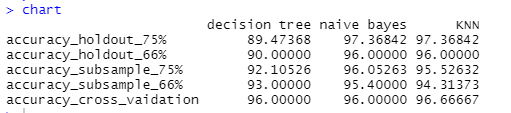 > chart
decision tree naive bayes KNN
accuracy_holdout_75% 89.47368 97.36842 97.36842
accuracy_holdout_66% 90.00000 96.00000 96.00000
accuracy_subsample_75% 92.10526 96.05263 95.52632
accuracy_subsample_66% 93.00000 95.40000 94.31373
accuracy_cross_vaidation 96.00000 96.00000 96.66667